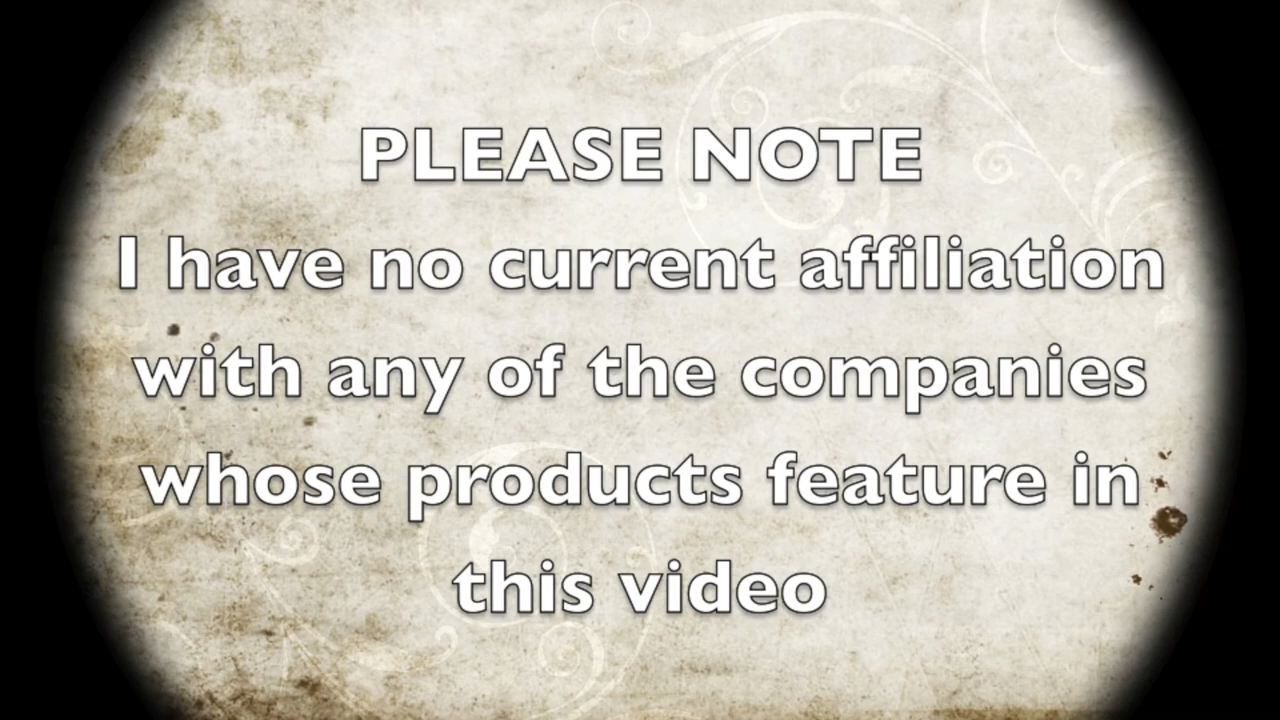 PLEASE NOTE
I have no current affiliation
with any of the companies
whose products feature in
this video